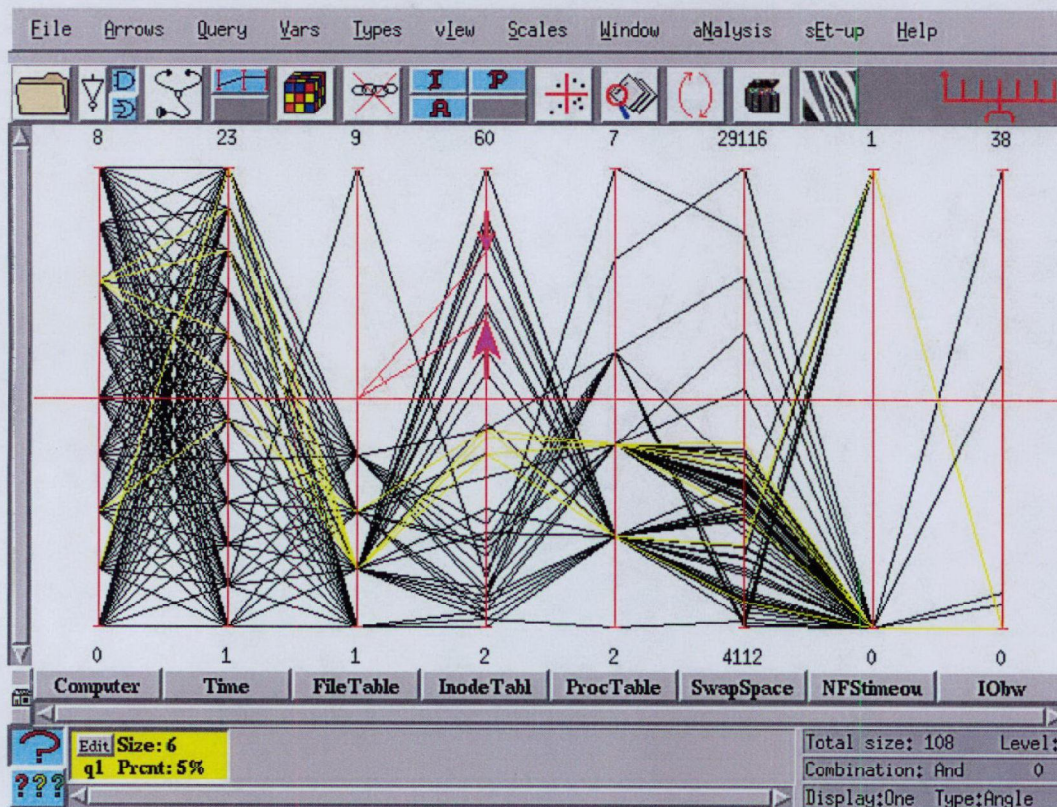 File Arrows Query Vars Types vIew Scales Window aNalysis sEt-up Help
I P
A
8 23 9 60 7 29116 1 38
0 1 1 2 2 4112 0 0
Computer Time FileTable InodeTabl ProcTable SwapSpace NFStimeou IObw
? Edit Size: 6
q1 Prcnt: 5%
???
Total size: 108 Level:
Combination: And 0
Display:One Type:Angle